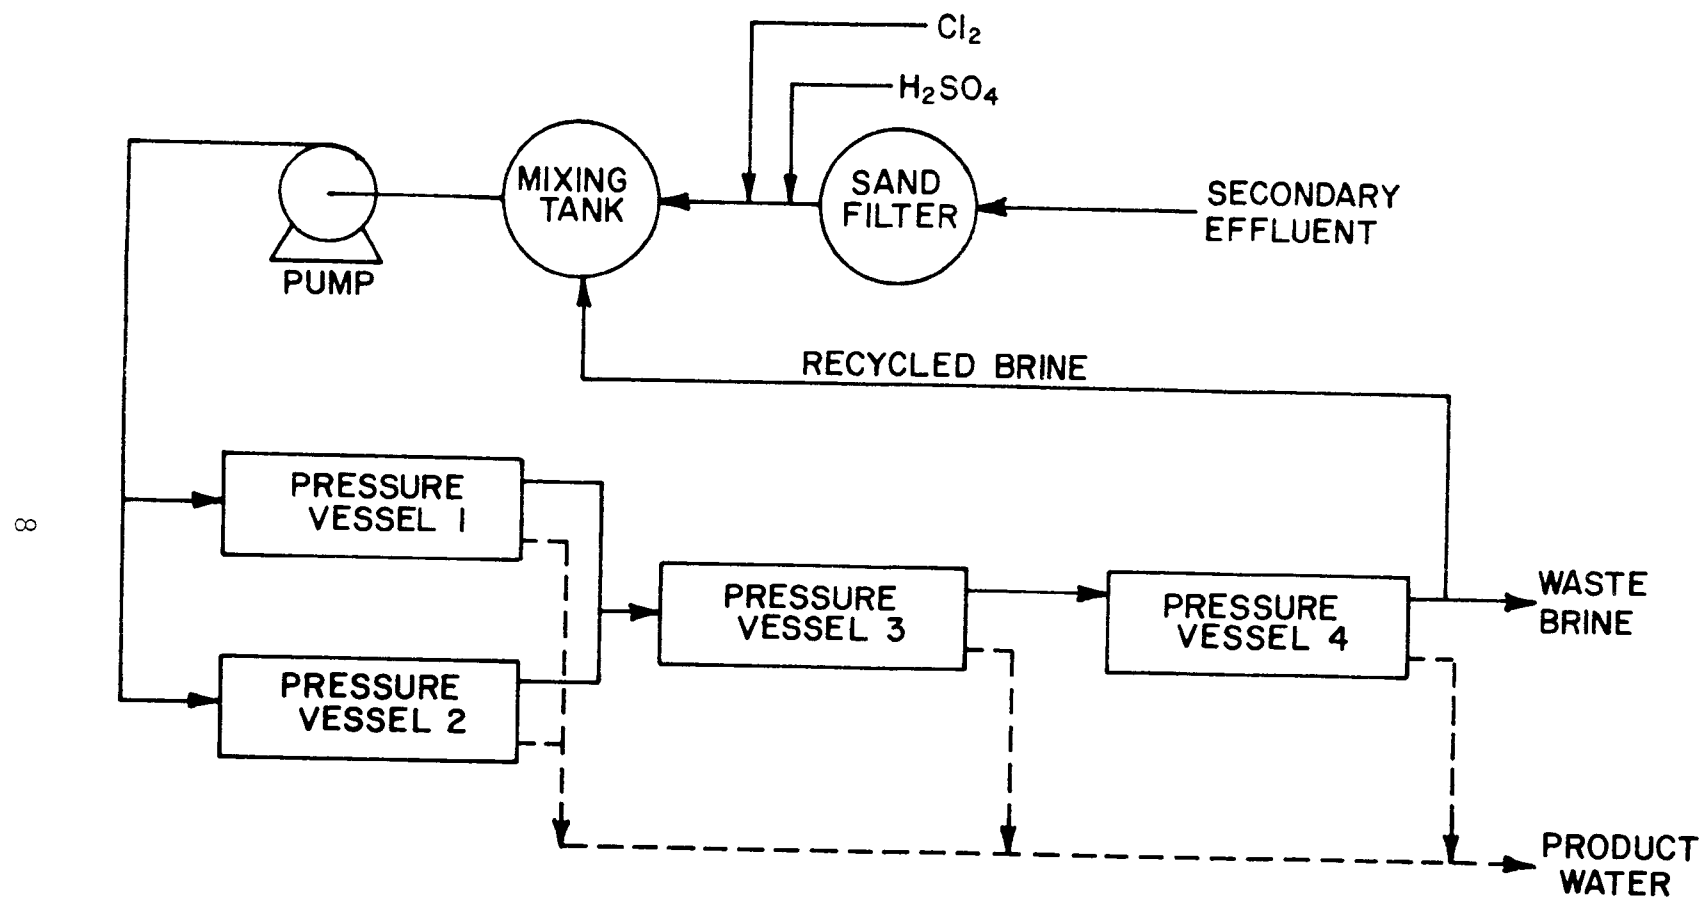 Cl₂
H₂SO₄
MIXING
TANK
SAND
FILTER
SECONDARY
EFFLUENT
PUMP
RECYCLED BRINE
PRESSURE
VESSEL 1
PRESSURE
VESSEL 2
PRESSURE
VESSEL 3
PRESSURE
VESSEL 4
WASTE
BRINE
PRODUCT
WATER
8